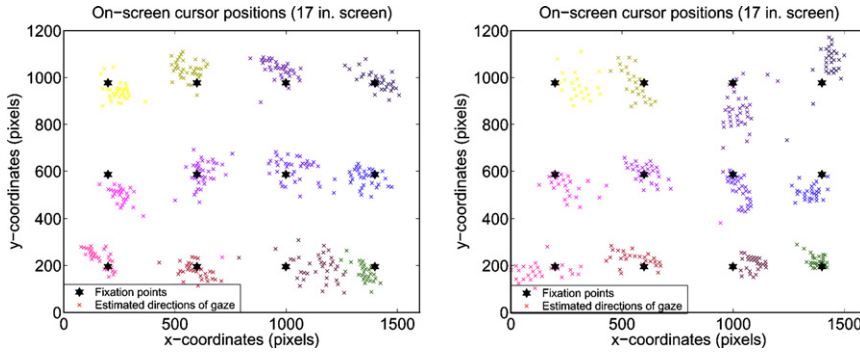 On-screen cursor positions (17 in. screen)
1200
1000
800
600
400
200
0
y-coordinates (pixels)
Fixation points
Estimated directions of gaze
0 500 1000 1500
x-coordinates (pixels)
On-screen cursor positions (17 in. screen)
1200
1000
800
600
400
200
0
y-coordinates (pixels)
Fixation points
Estimated directions of gaze
0 500 1000 1500
x-coordinates (pixels)